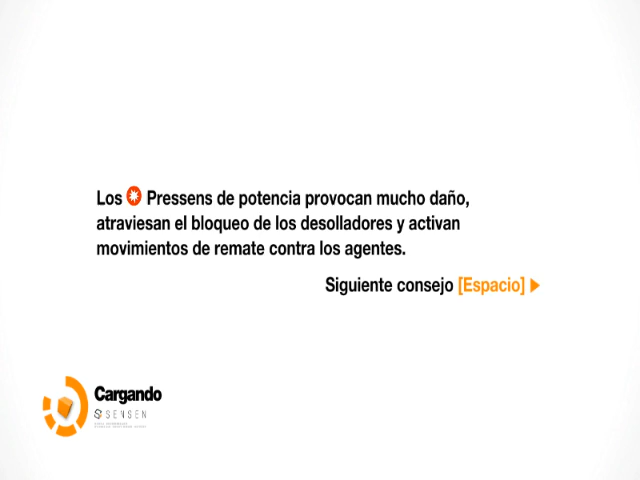 Los Pressens de potencia provocan mucho daño,
atraviesan el bloqueo de los desolladores y activan
movimientos de remate contra los agentes.
Siguiente consejo [Espacio]
Cargando
SENSEN